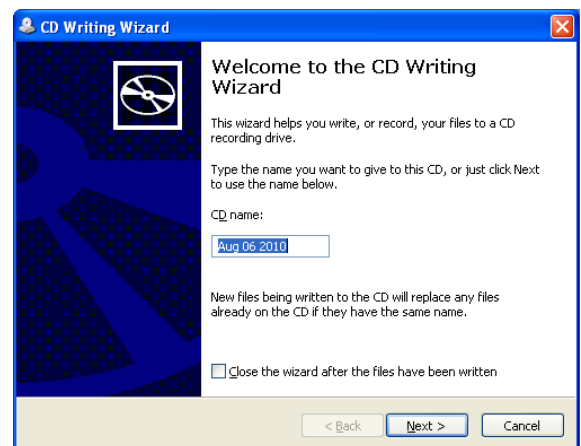 CD Writing Wizard
Welcome to the CD Writing
Wizard
This wizard helps you write, or record, your files to a CD
recording drive.
Type the name you want to give to this CD, or just click Next
to use the name below.
CD name:
Aug 06 2010
New files being written to the CD will replace any files
already on the CD if they have the same name.
Close the wizard after the files have been written
< Back Next > Cancel